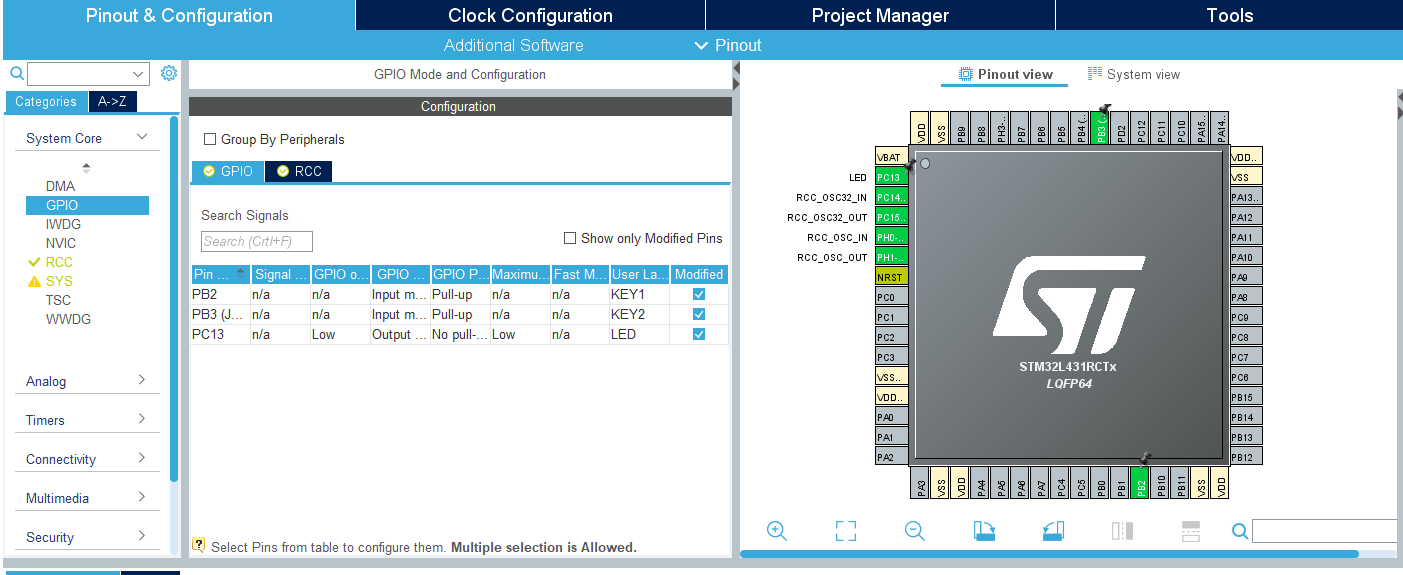 Pinout & Configuration
Clock Configuration
Project Manager
Tools
Additional Software
Pinout
Categories
A->Z
System Core
DMA
GPIO
IWDG
NVIC
RCC
SYS
TSC
WWDG
Analog
Timers
Connectivity
Multimedia
Security
GPIO Mode and Configuration
Configuration
Group By Peripherals
GPIO
RCC
Search Signals
Search (CrtI+F)
Show only Modified Pins
Pin ... Signal ... GPIO o... GPIO ... GPIO P... Maximu... Fast M... User La... Modified
PB2 n/a n/a Input m... Pull-up n/a n/a KEY1
PB3 (J... n/a n/a Input m... Pull-up n/a n/a KEY2
PC13 n/a Low Output ... No pull-... Low n/a LED
Select Pins from table to configure them. Multiple selection is Allowed.
Pinout view
System view
VDD
VSS
PB9
PB8
PH3-..
PB7
PB6
PB5
PB4 (..
PB3 (..
PD2
PC12
PC11
PC10
PA15..
PA14..
VBAT
LED PC13
RCC_OSC32_IN PC14..
RCC_OSC32_OUT PC15..
RCC_OSC_IN PH0-..
RCC_OSC_OUT PH1-..
NRST
PC0
PC1
PC2
PC3
VSS..
VDD..
PA0
PA1
PA2
VDD..
VSS
PA13..
PA12
PA11
PA10
PA9
PA8
PC9
PC8
PC7
PC6
PB15
PB14
PB13
PB12
ST
STM32L431RCTx
LQFP64
PA3
VSS
VDD
PA4
PA5
PA6
PA7
PC4
PC5
PB0
PB1
PB2
PB10
PB11
VSS
VDD